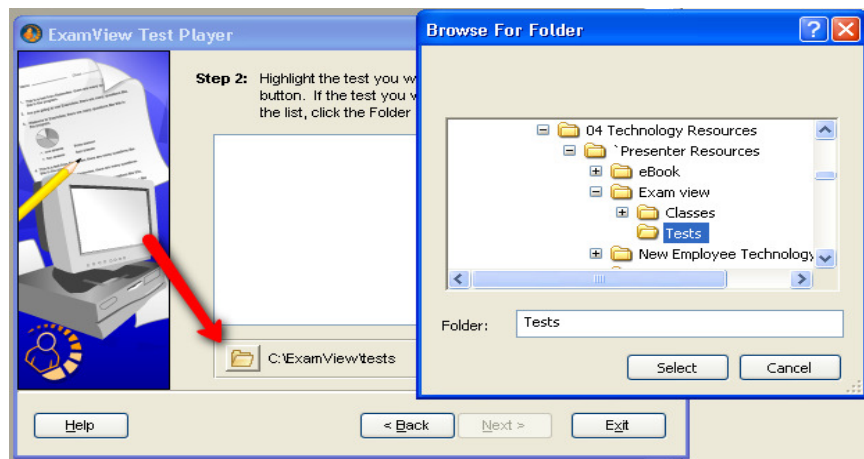 ExamView Test Player
Step 2: Highlight the test you w
button. If the test you v
the list, click the Folder
C:\ExamView\tests
Help
< Back
Next >
Exit
Browse For Folder
04 Technology Resources
`Presenter Resources
eBook
Exam view
Classes
Tests
New Employee Technology
Folder:
Tests
Select
Cancel